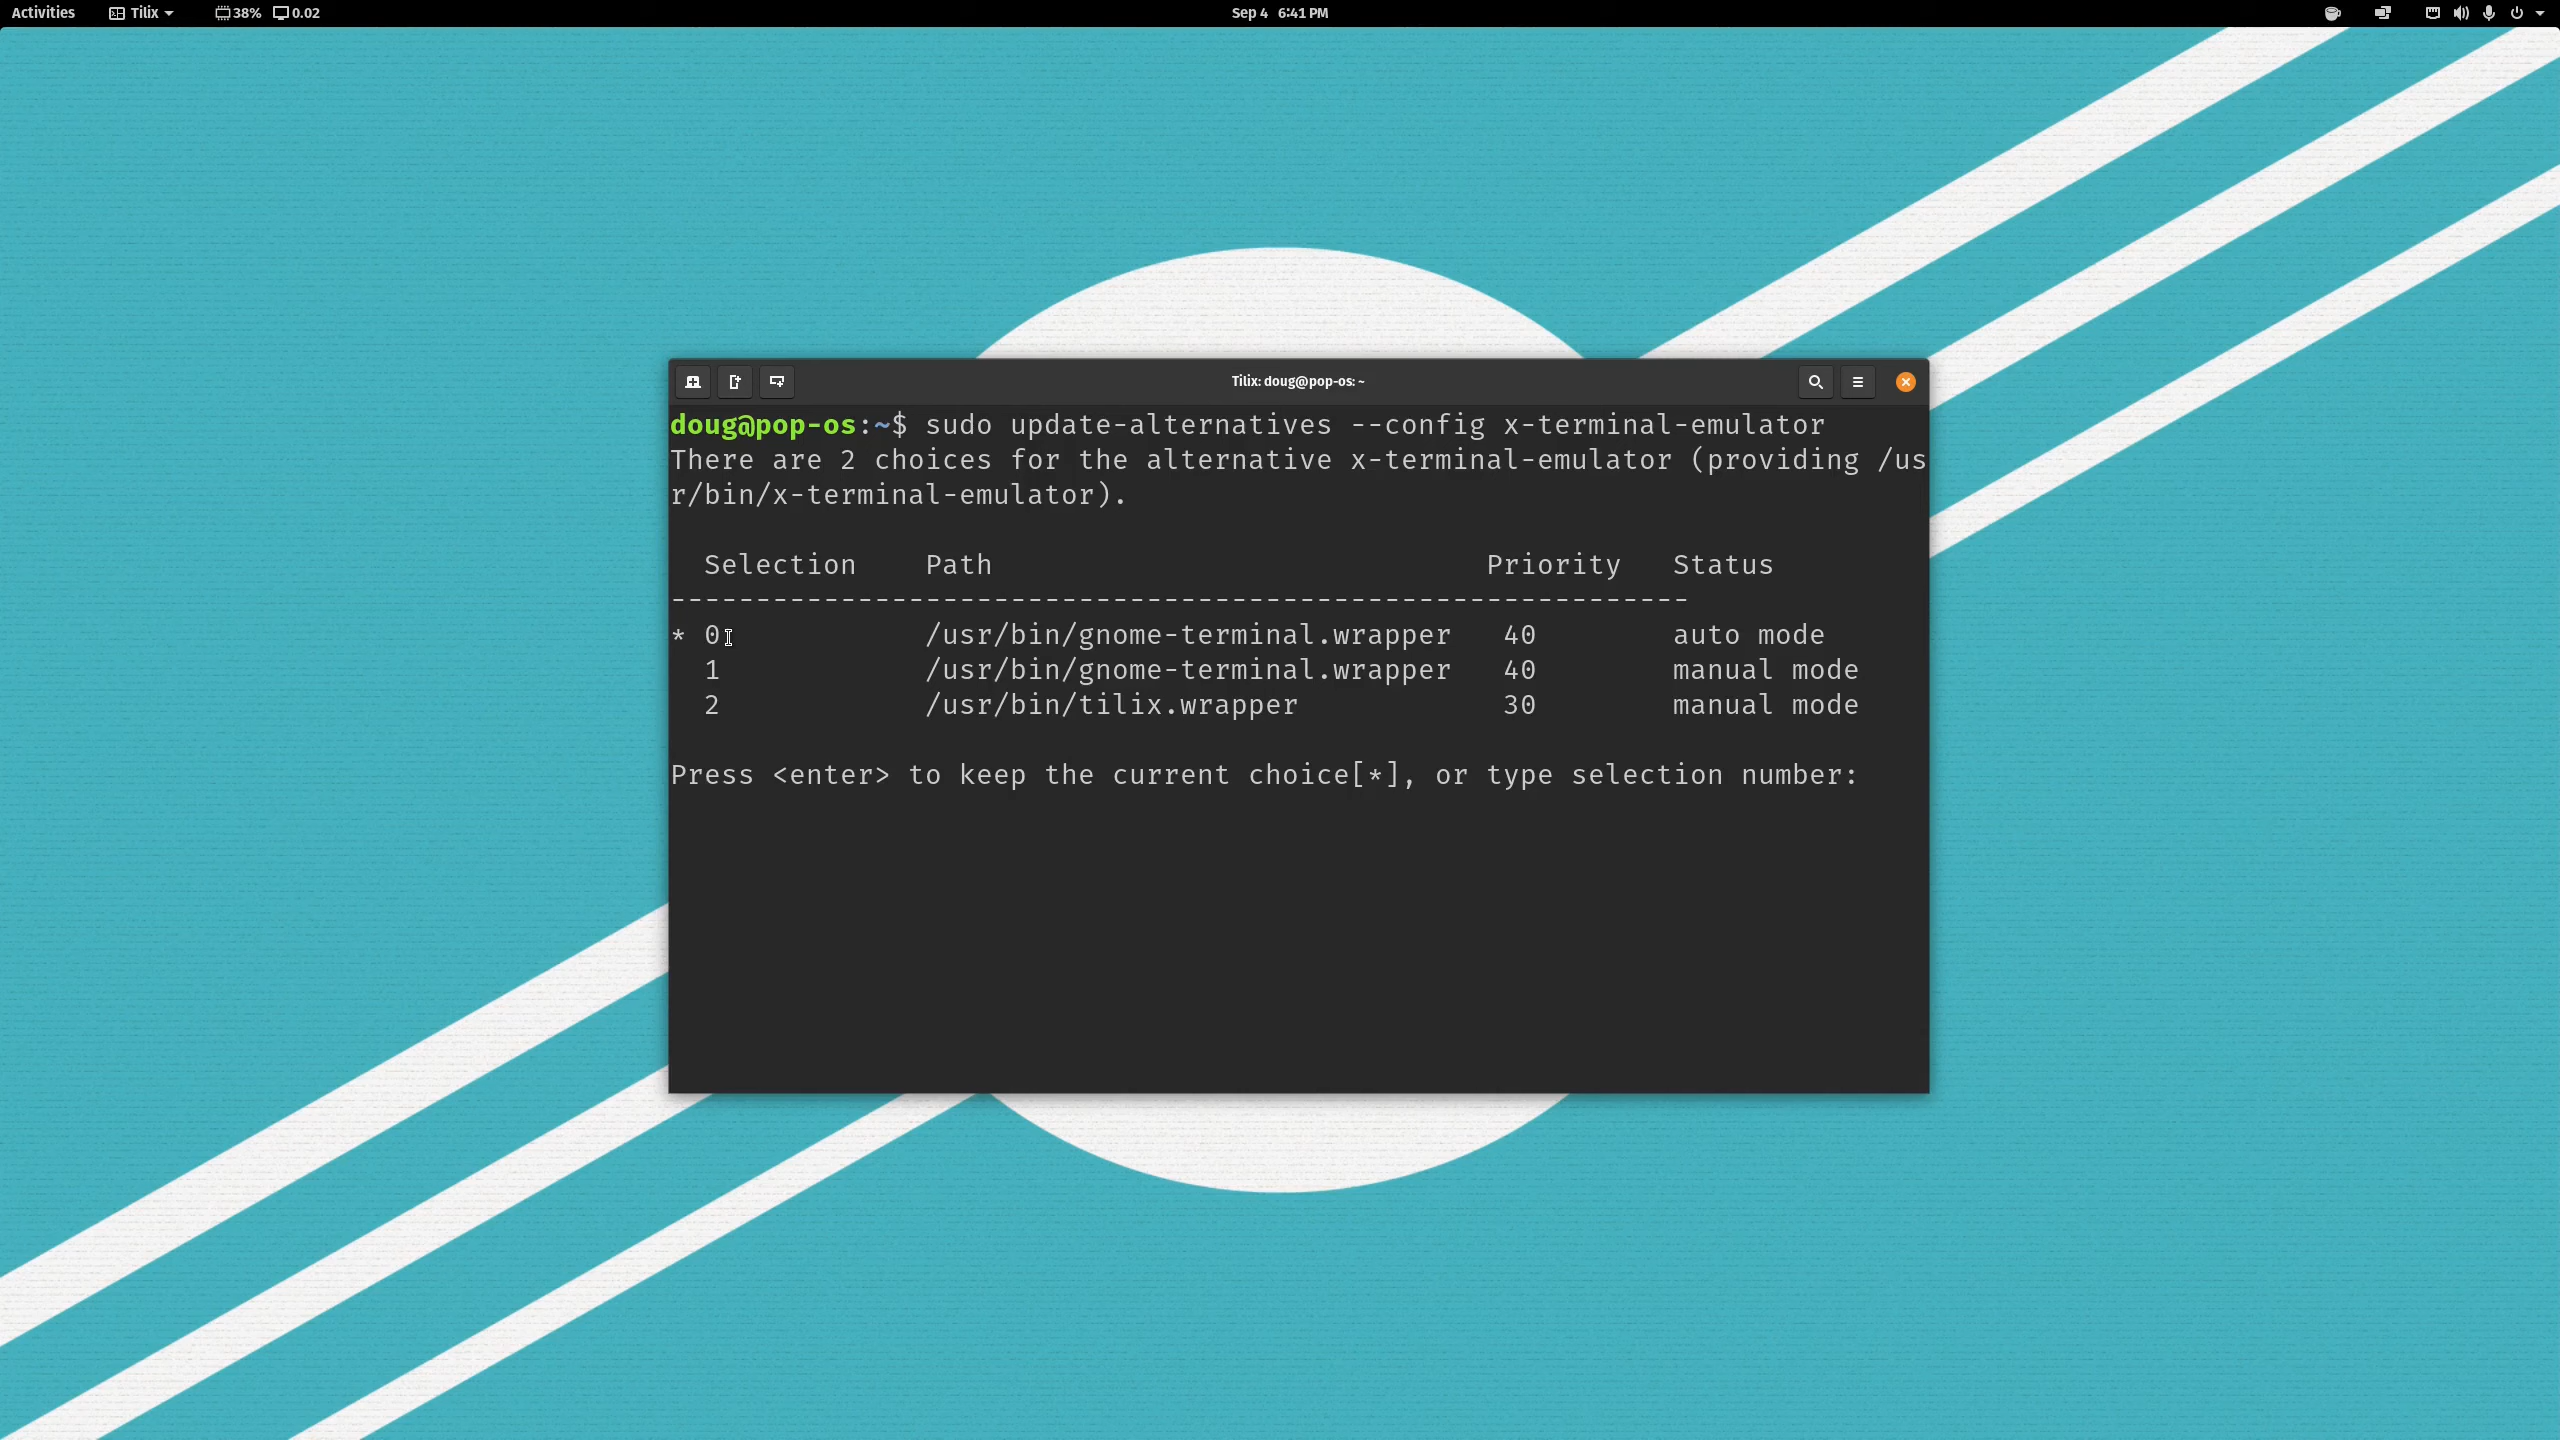 Activities Tilix 38% 0.02 Sep 4 6:41 PM
Tilix: doug@pop-os: ~
doug@pop-os:~$ sudo update-alternatives --config x-terminal-emulator
There are 2 choices for the alternative x-terminal-emulator (providing /us
r/bin/x-terminal-emulator).
Selection Path Priority Status
------------------------------------------------------------
* 0 /usr/bin/gnome-terminal.wrapper 40 auto mode
1 /usr/bin/gnome-terminal.wrapper 40 manual mode
2 /usr/bin/tilix.wrapper 30 manual mode
Press <enter> to keep the current choice[*], or type selection number: